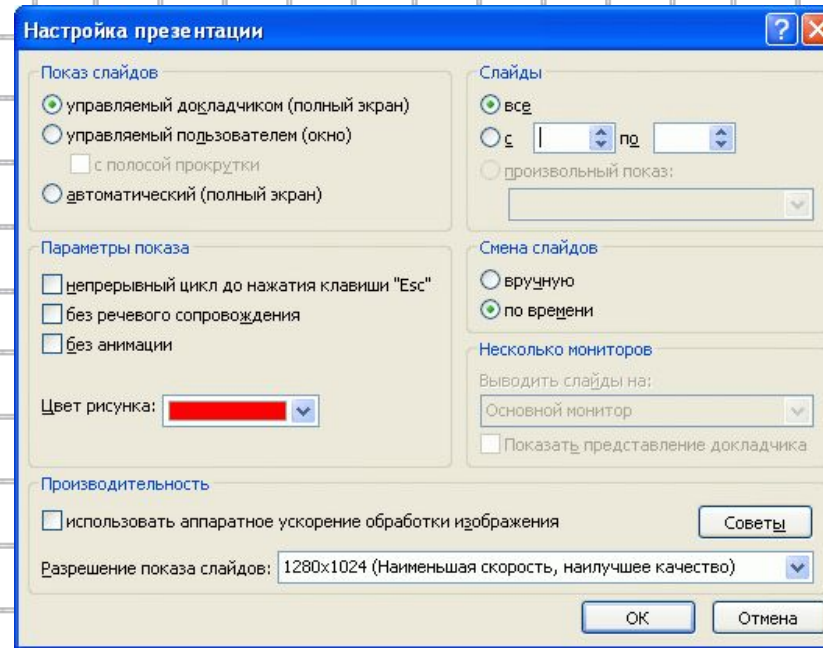 Настройка презентации
Показ слайдов
управляемый докладчиком (полный экран)
управляемый пользователем (окно)
с полосой прокрутки
автоматический (полный экран)
Слайды
все
с по
произвольный показ:
Параметры показа
непрерывный цикл до нажатия клавиши "Esc"
без речевого сопровождения
без анимации
Цвет рисунка:
Смена слайдов
вручную
по времени
Несколько мониторов
Выводить слайды на:
Основной монитор
Показать представление докладчика
Производительность
использовать аппаратное ускорение обработки изображения
Советы
Разрешение показа слайдов: 1280x1024 (Наименьшая скорость, наилучшее качество)
ОК Отмена